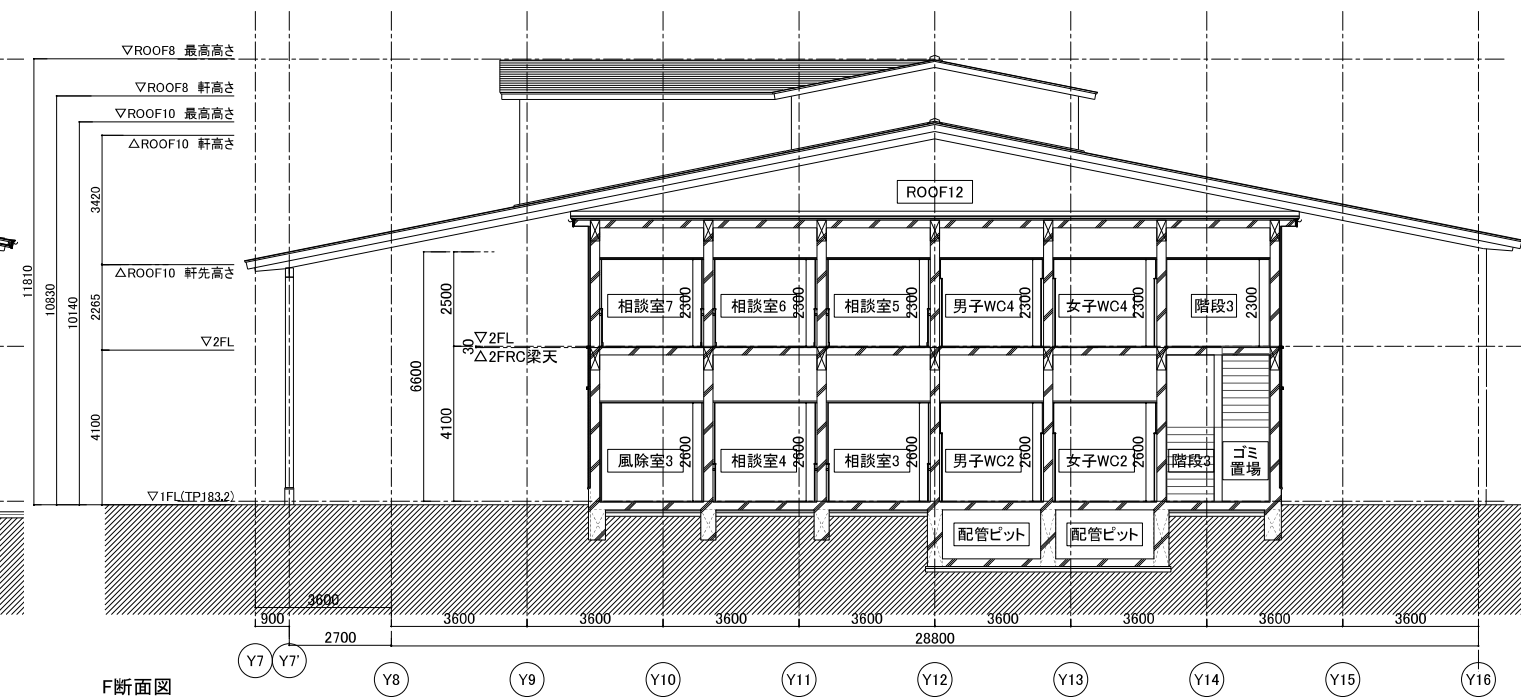 ▽ROOF8 最高高さ
▽ROOF8 軒高さ
▽ROOF10 最高高さ
△ROOF10 軒高さ
△ROOF10 軒先高さ
▽2FL
▽1FL(TP183.2)
11810
10830
10140
3420
2265
4100
6600
2500
30
4100
▽2FL
△2FRC梁天
ROOF12
相談室7
2300
相談室6
2300
相談室5
2300
男子WC4
2300
女子WC4
2300
階段3
2300
風除室3
2600
相談室4
2600
相談室3
2600
男子WC2
2600
女子WC2
2600
階段3
ゴミ
置場
配管ピット
配管ピット
3600
900
3600
3600
3600
3600
3600
3600
3600
3600
2700
28800
Y7
Y7'
Y8
Y9
Y10
Y11
Y12
Y13
Y14
Y15
Y16
F断面図